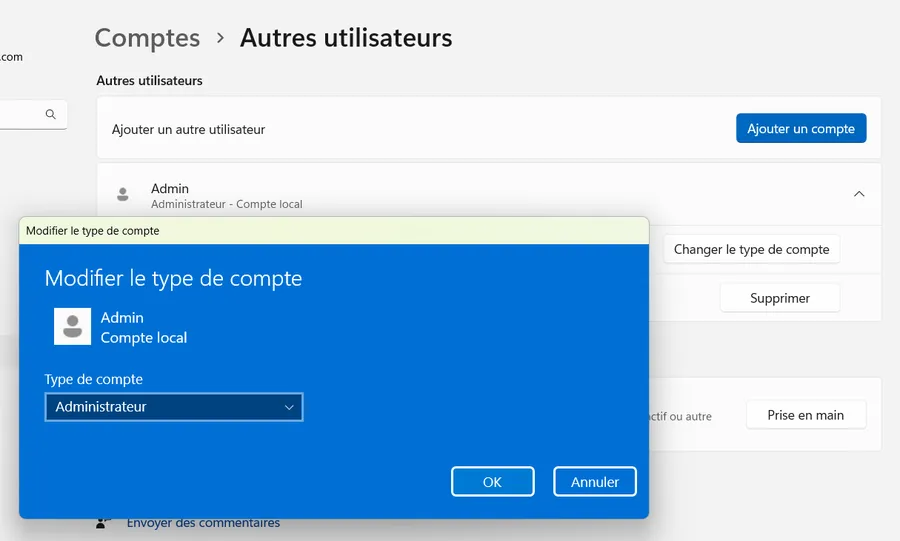 Comptes > Autres utilisateurs
.com
Autres utilisateurs
Ajouter un autre utilisateur
Ajouter un compte
Admin
Administrateur - Compte local
Changer le type de compte
Supprimer
Modifier le type de compte
Modifier le type de compte
Admin
Compte local
Type de compte
Administrateur
OK
Annuler
ou autre
Prise en main
Envoyer des commentaires